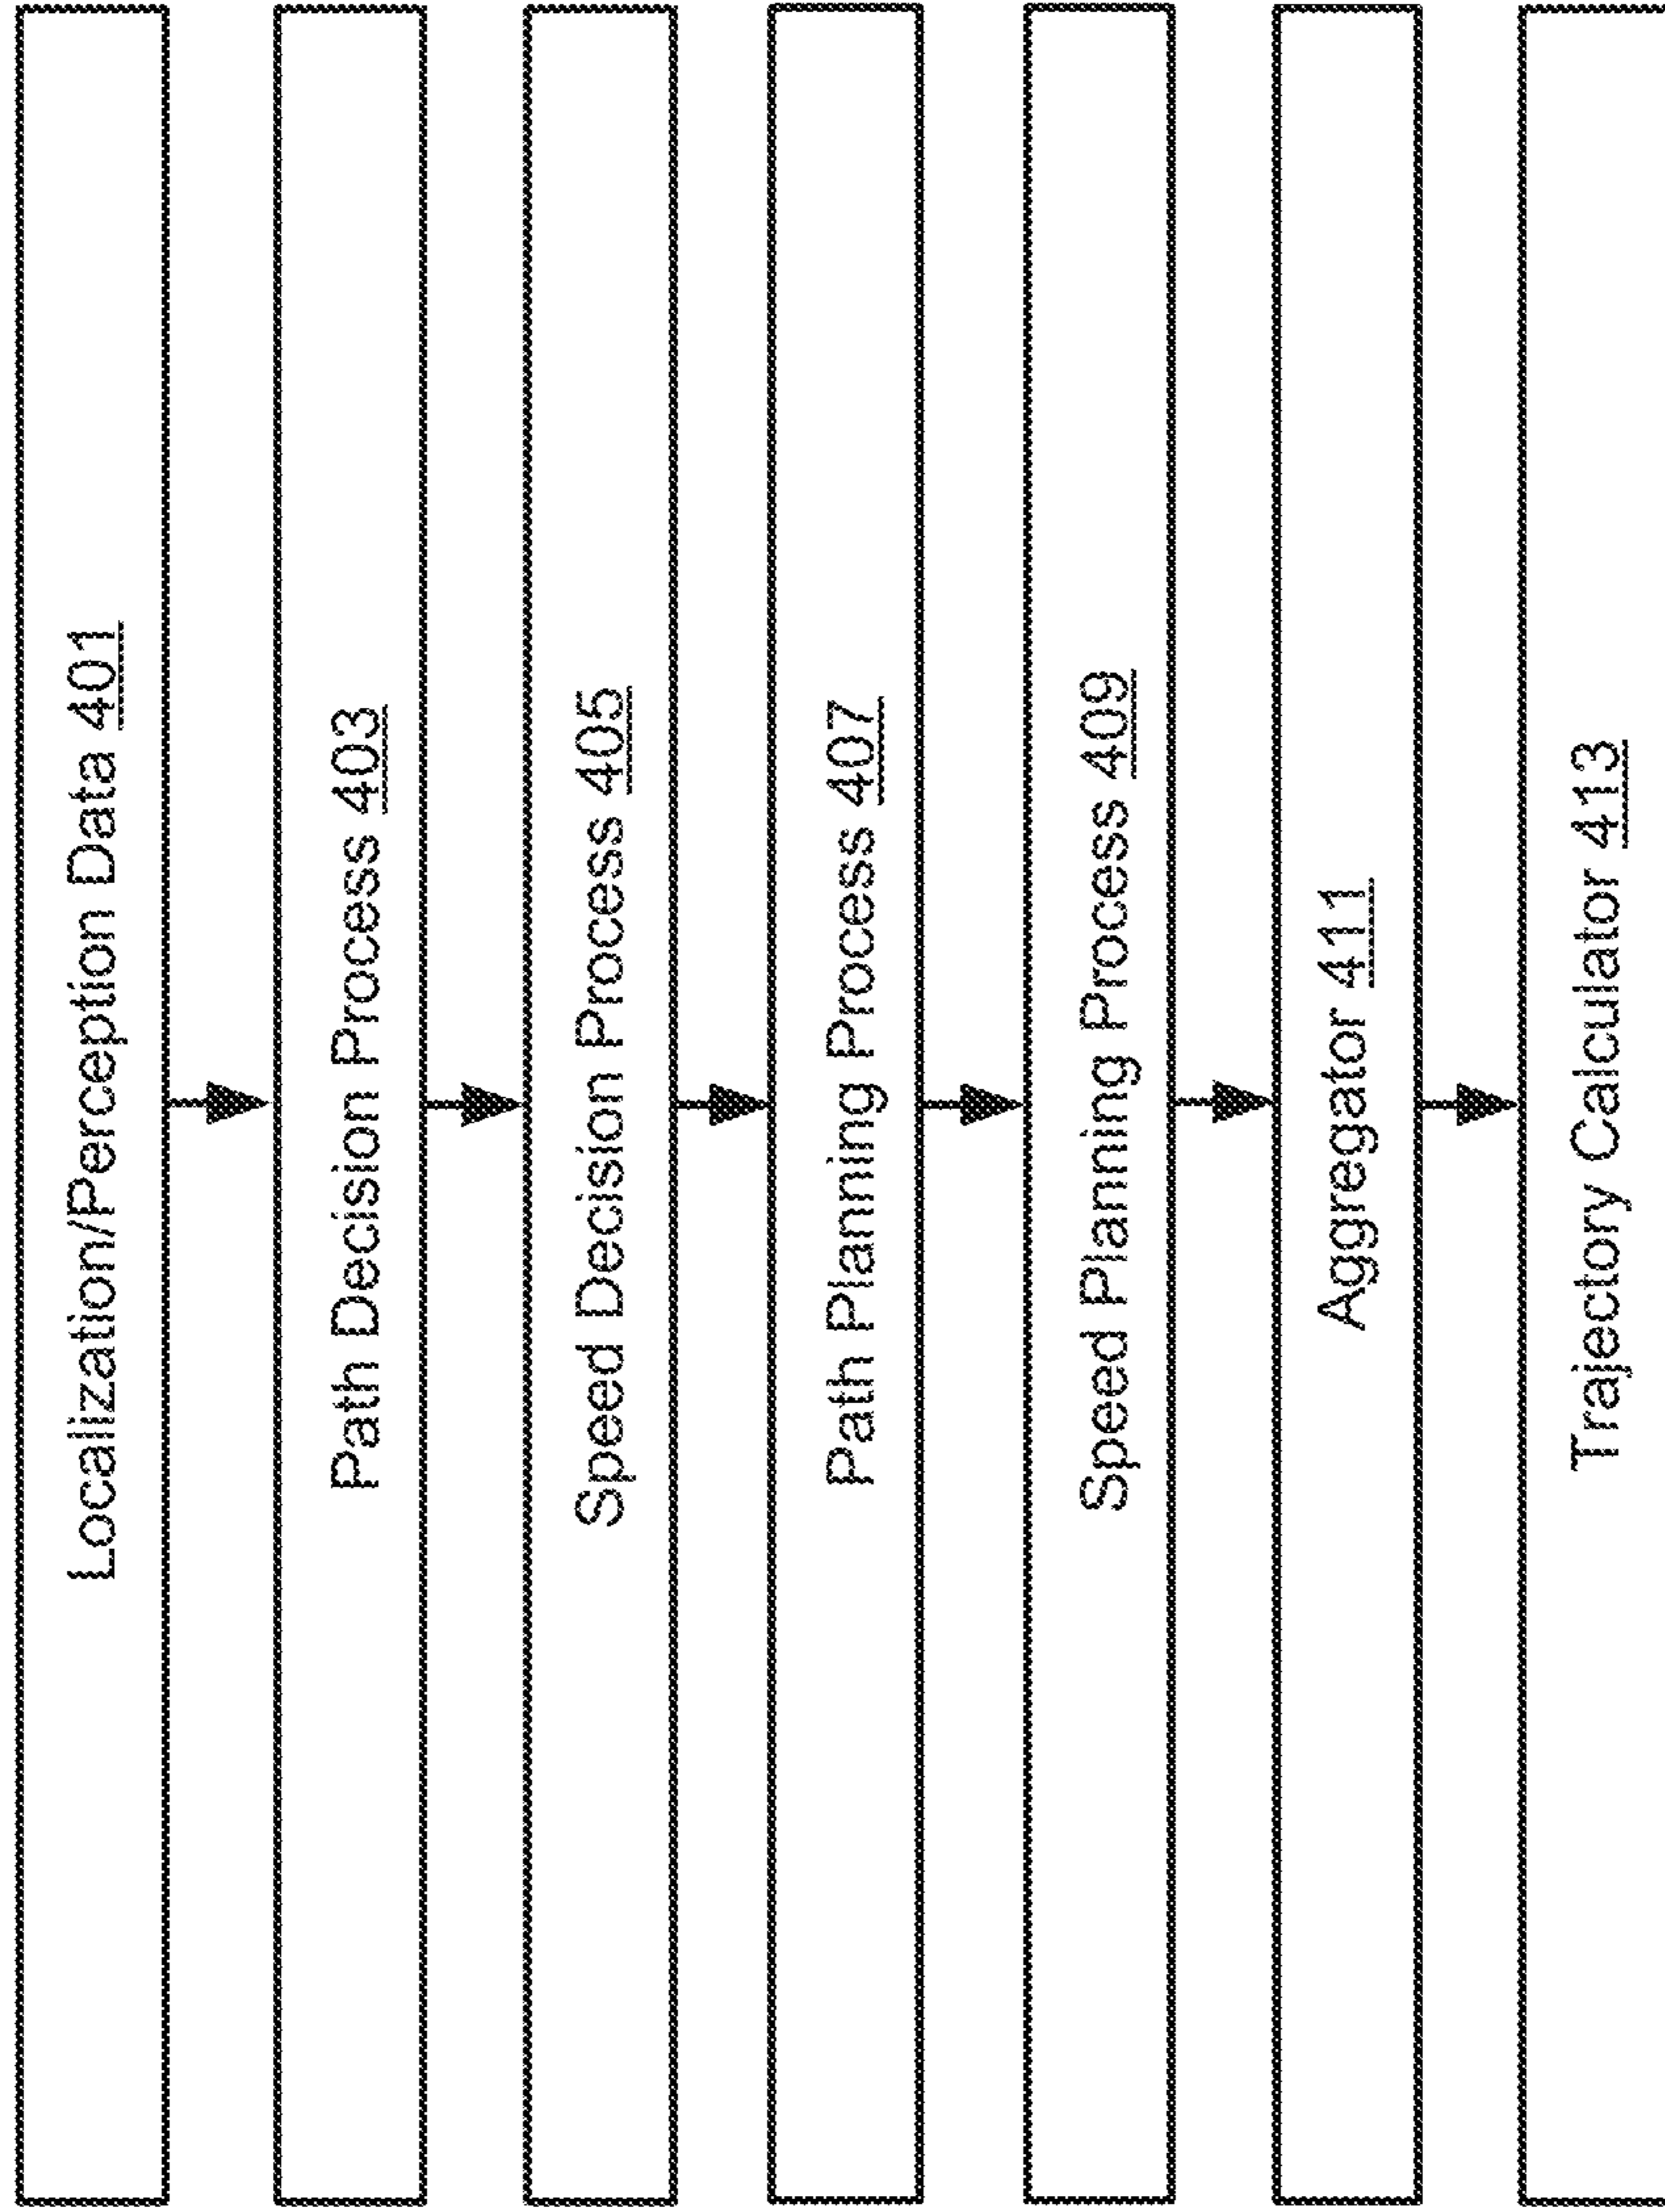 Localization/Perception Data 401
Path Decision Process 403
Speed Decision Process 405
Path Planning Process 407
Speed Planning Process 409
Aggregator 411
Trajectory Calculator 413